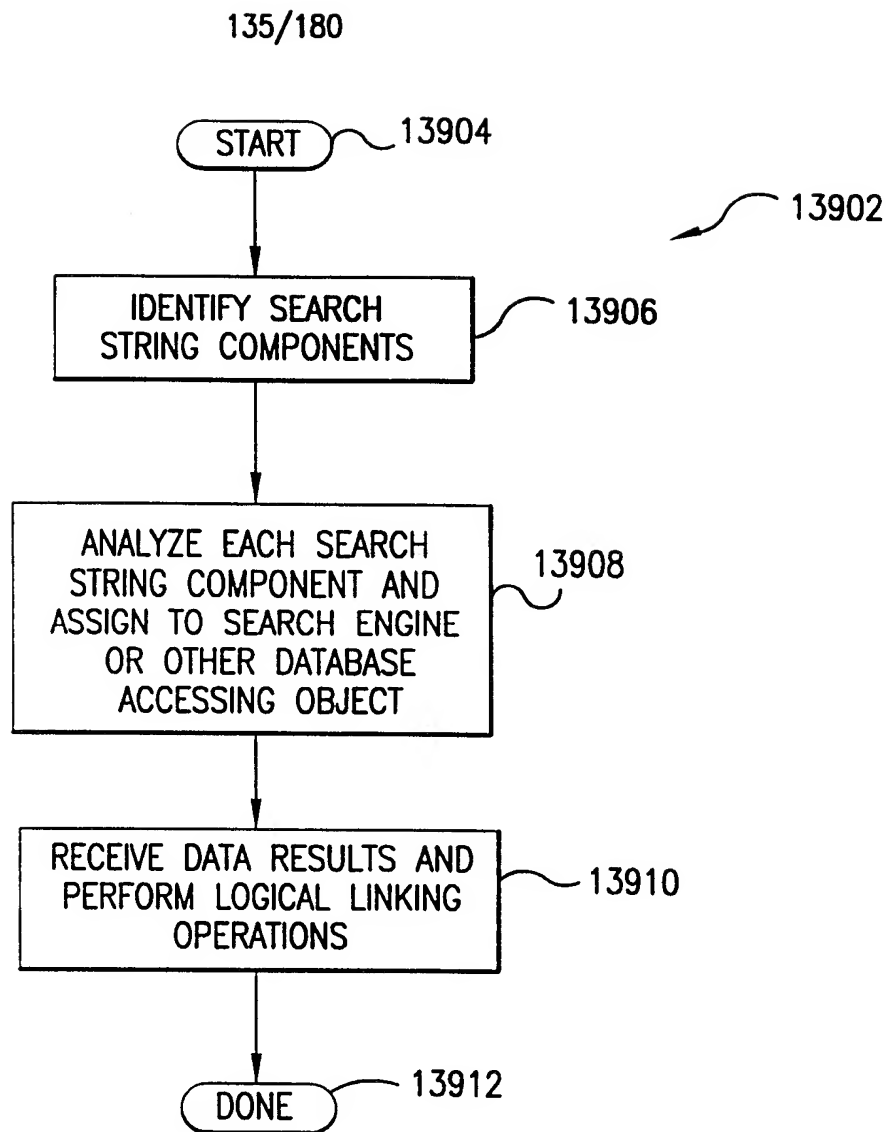 135/180
START
13904
13902
IDENTIFY SEARCH
STRING COMPONENTS
13906
ANALYZE EACH SEARCH
STRING COMPONENT AND
ASSIGN TO SEARCH ENGINE
OR OTHER DATABASE
ACCESSING OBJECT
13908
RECEIVE DATA RESULTS AND
PERFORM LOGICAL LINKING
OPERATIONS
13910
DONE
13912